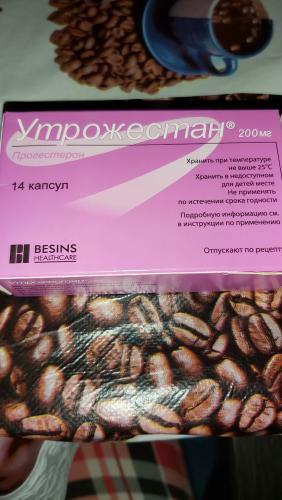 Утрожестан® 200мг
Прогестерон
14 капсул
Хранить при температуре
не выше 25°С
Хранить в недоступном
для детей месте
Не применять
по истечении срока годности
Подробную информацию см.
в инструкции по применению
BESINS
HEALTHCARE
Отпускают по рецепту